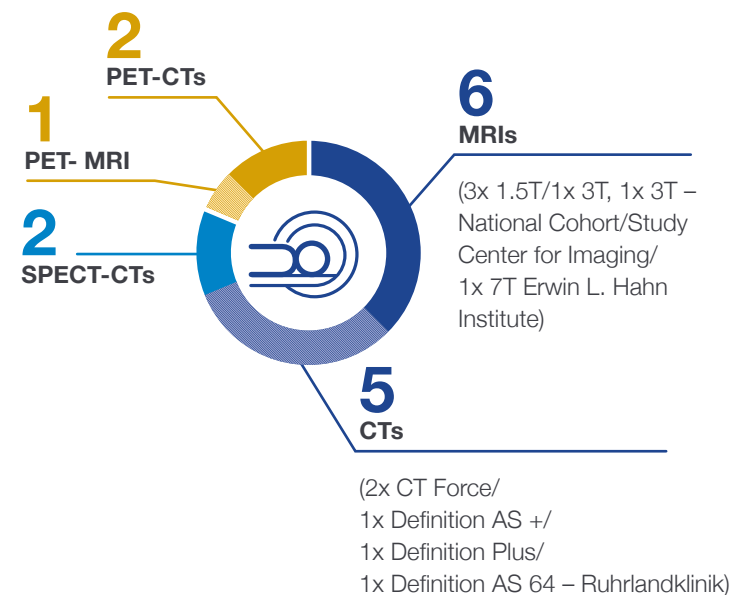 2
PET-CTs
1
PET- MRI
2
SPECT-CTs
6
MRIs
(3x 1.5T/1x 3T, 1x 3T –
National Cohort/Study
Center for Imaging/
1x 7T Erwin L. Hahn
Institute)
5
CTs
(2x CT Force/
1x Definition AS +/
1x Definition Plus/
1x Definition AS 64 – Ruhrlandklinik)